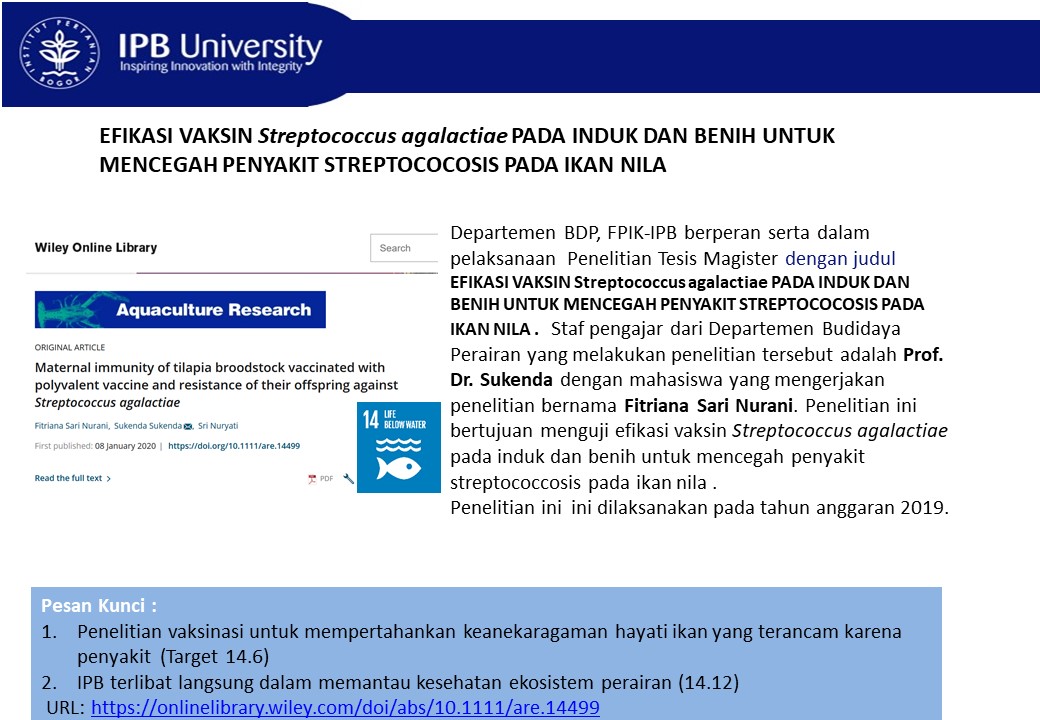 INSTITUT PERTANIAN BOGOR
IPB University
Inspiring Innovation with Integrity
EFIKASI VAKSIN Streptococcus agalactiae PADA INDUK DAN BENIH UNTUK
MENCEGAH PENYAKIT STREPTOCOCOSIS PADA IKAN NILA
Wiley Online Library
Search
Aquaculture Research
ORIGINAL ARTICLE
Maternal immunity of tilapia broodstock vaccinated with
polyvalent vaccine and resistance of their offspring against
Streptococcus agalactiae
Fitriana Sari Nurani, Sukenda Sukenda, Sri Nuryati
First published: 08 January 2020 | https://doi.org/10.1111/are.14499
Read the full text >
PDF
14 LIFE
BELOW WATER
Departemen BDP, FPIK-IPB berperan serta dalam
pelaksanaan Penelitian Tesis Magister dengan judul
EFIKASI VAKSIN Streptococcus agalactiae PADA INDUK DAN
BENIH UNTUK MENCEGAH PENYAKIT STREPTOCOCOSIS PADA
IKAN NILA . Staf pengajar dari Departemen Budidaya
Perairan yang melakukan penelitian tersebut adalah Prof.
Dr. Sukenda dengan mahasiswa yang mengerjakan
penelitian bernama Fitriana Sari Nurani. Penelitian ini
bertujuan menguji efikasi vaksin Streptococcus agalactiae
pada induk dan benih untuk mencegah penyakit
streptococcosis pada ikan nila .
Penelitian ini ini dilaksanakan pada tahun anggaran 2019.
Pesan Kunci :
1. Penelitian vaksinasi untuk mempertahankan keanekaragaman hayati ikan yang terancam karena
penyakit (Target 14.6)
2. IPB terlibat langsung dalam memantau kesehatan ekosistem perairan (14.12)
URL: https://onlinelibrary.wiley.com/doi/abs/10.1111/are.14499